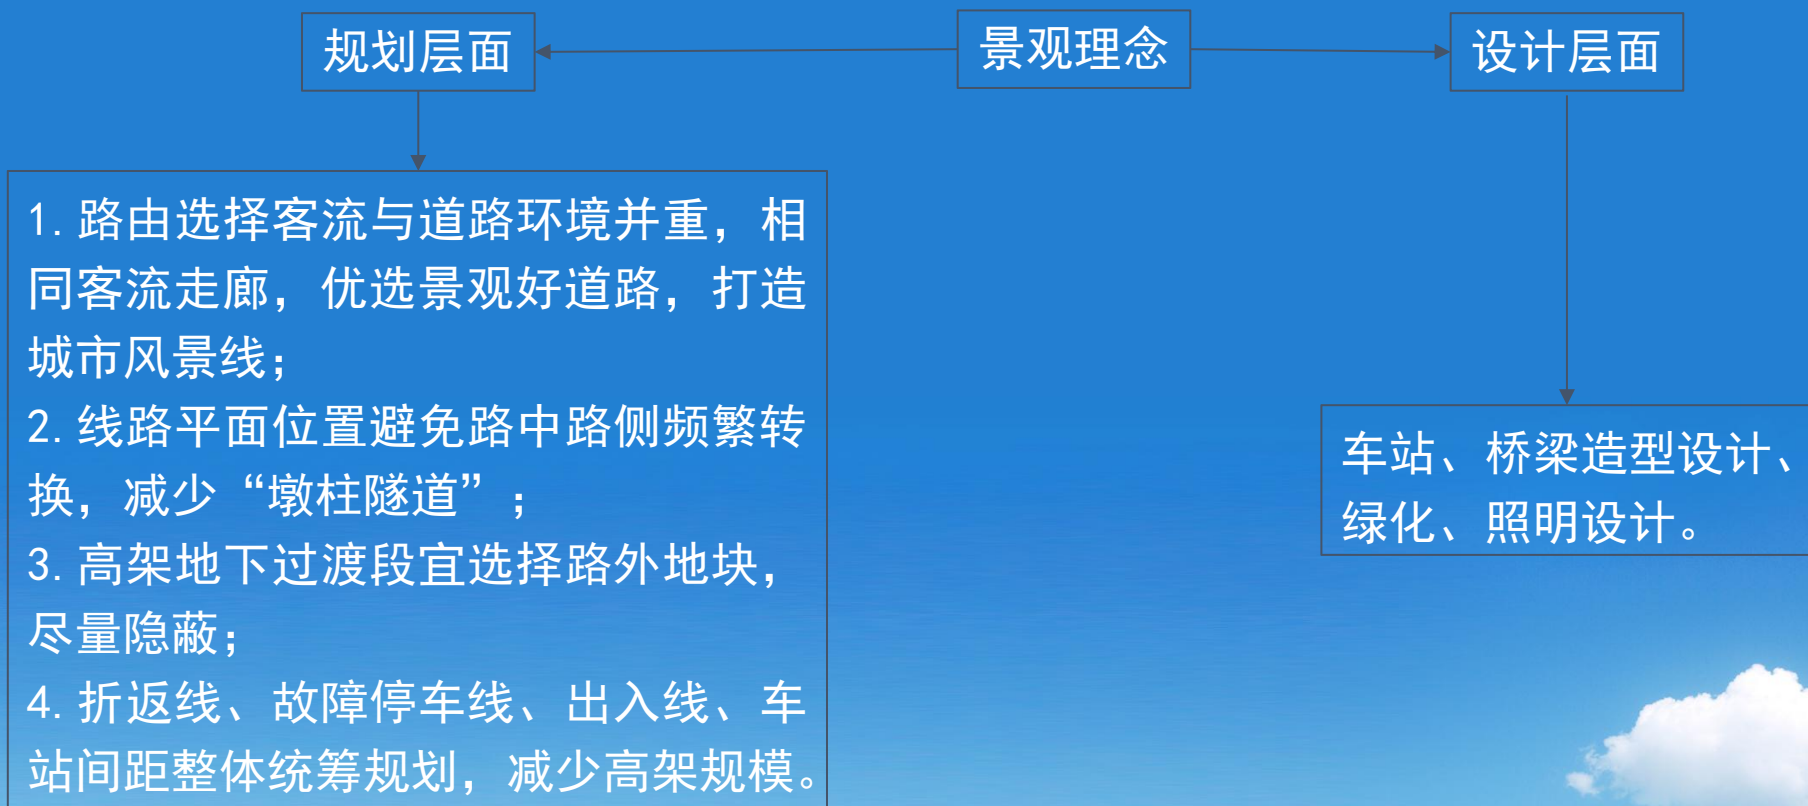 规划层面
景观理念
设计层面
1.路由选择客流与道路环境并重，相
同客流走廊，优选景观好道路，打造
城市风景线；
2.线路平面位置避免路中路侧频繁转
换，减少“墩柱隧道”；
3.高架地下过渡段宜选择路外地块，
尽量隐蔽；
4.折返线、故障停车线、出入线、车
站间距整体统筹规划，减少高架规模。
车站、桥梁造型设计、
绿化、照明设计。